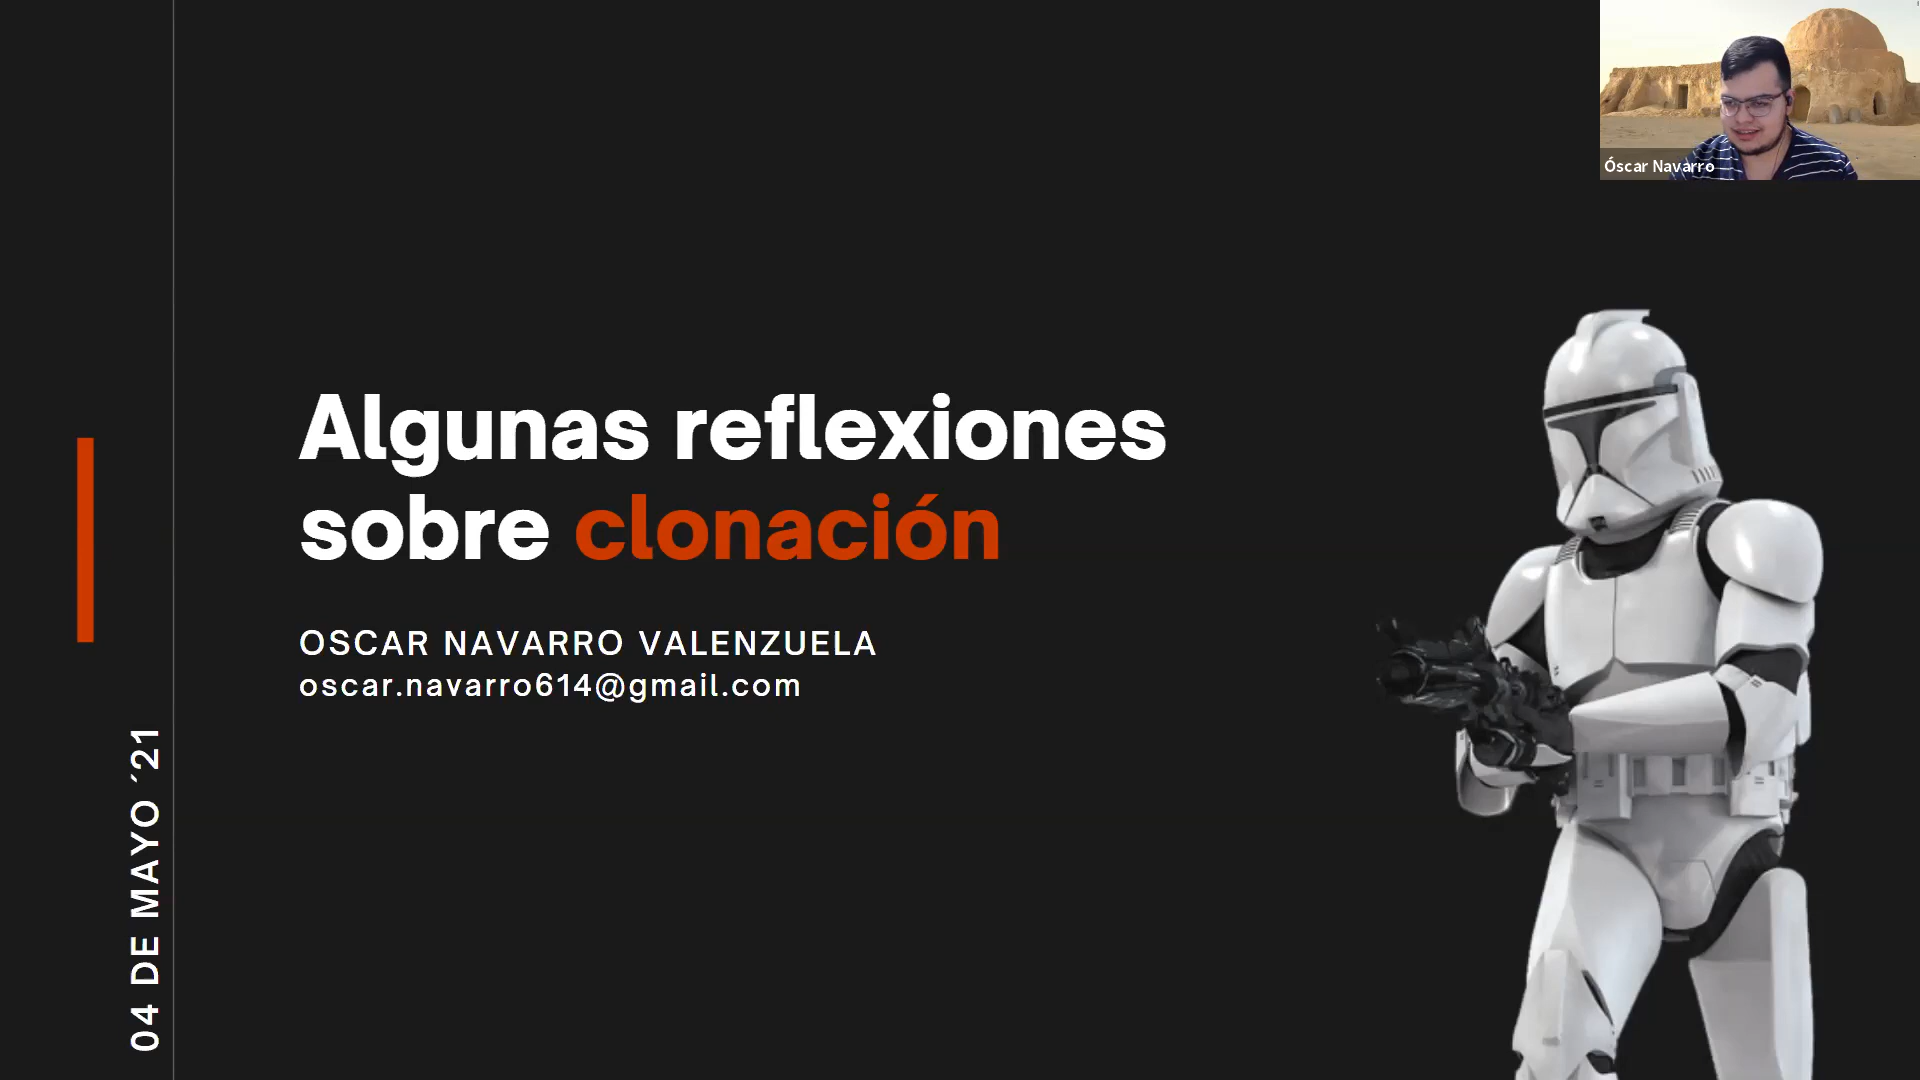 Óscar Navarro
Algunas reflexiones
sobre clonación
OSCAR NAVARRO VALENZUELA
oscar.navarro614@gmail.com
04 DE MAYO ´21